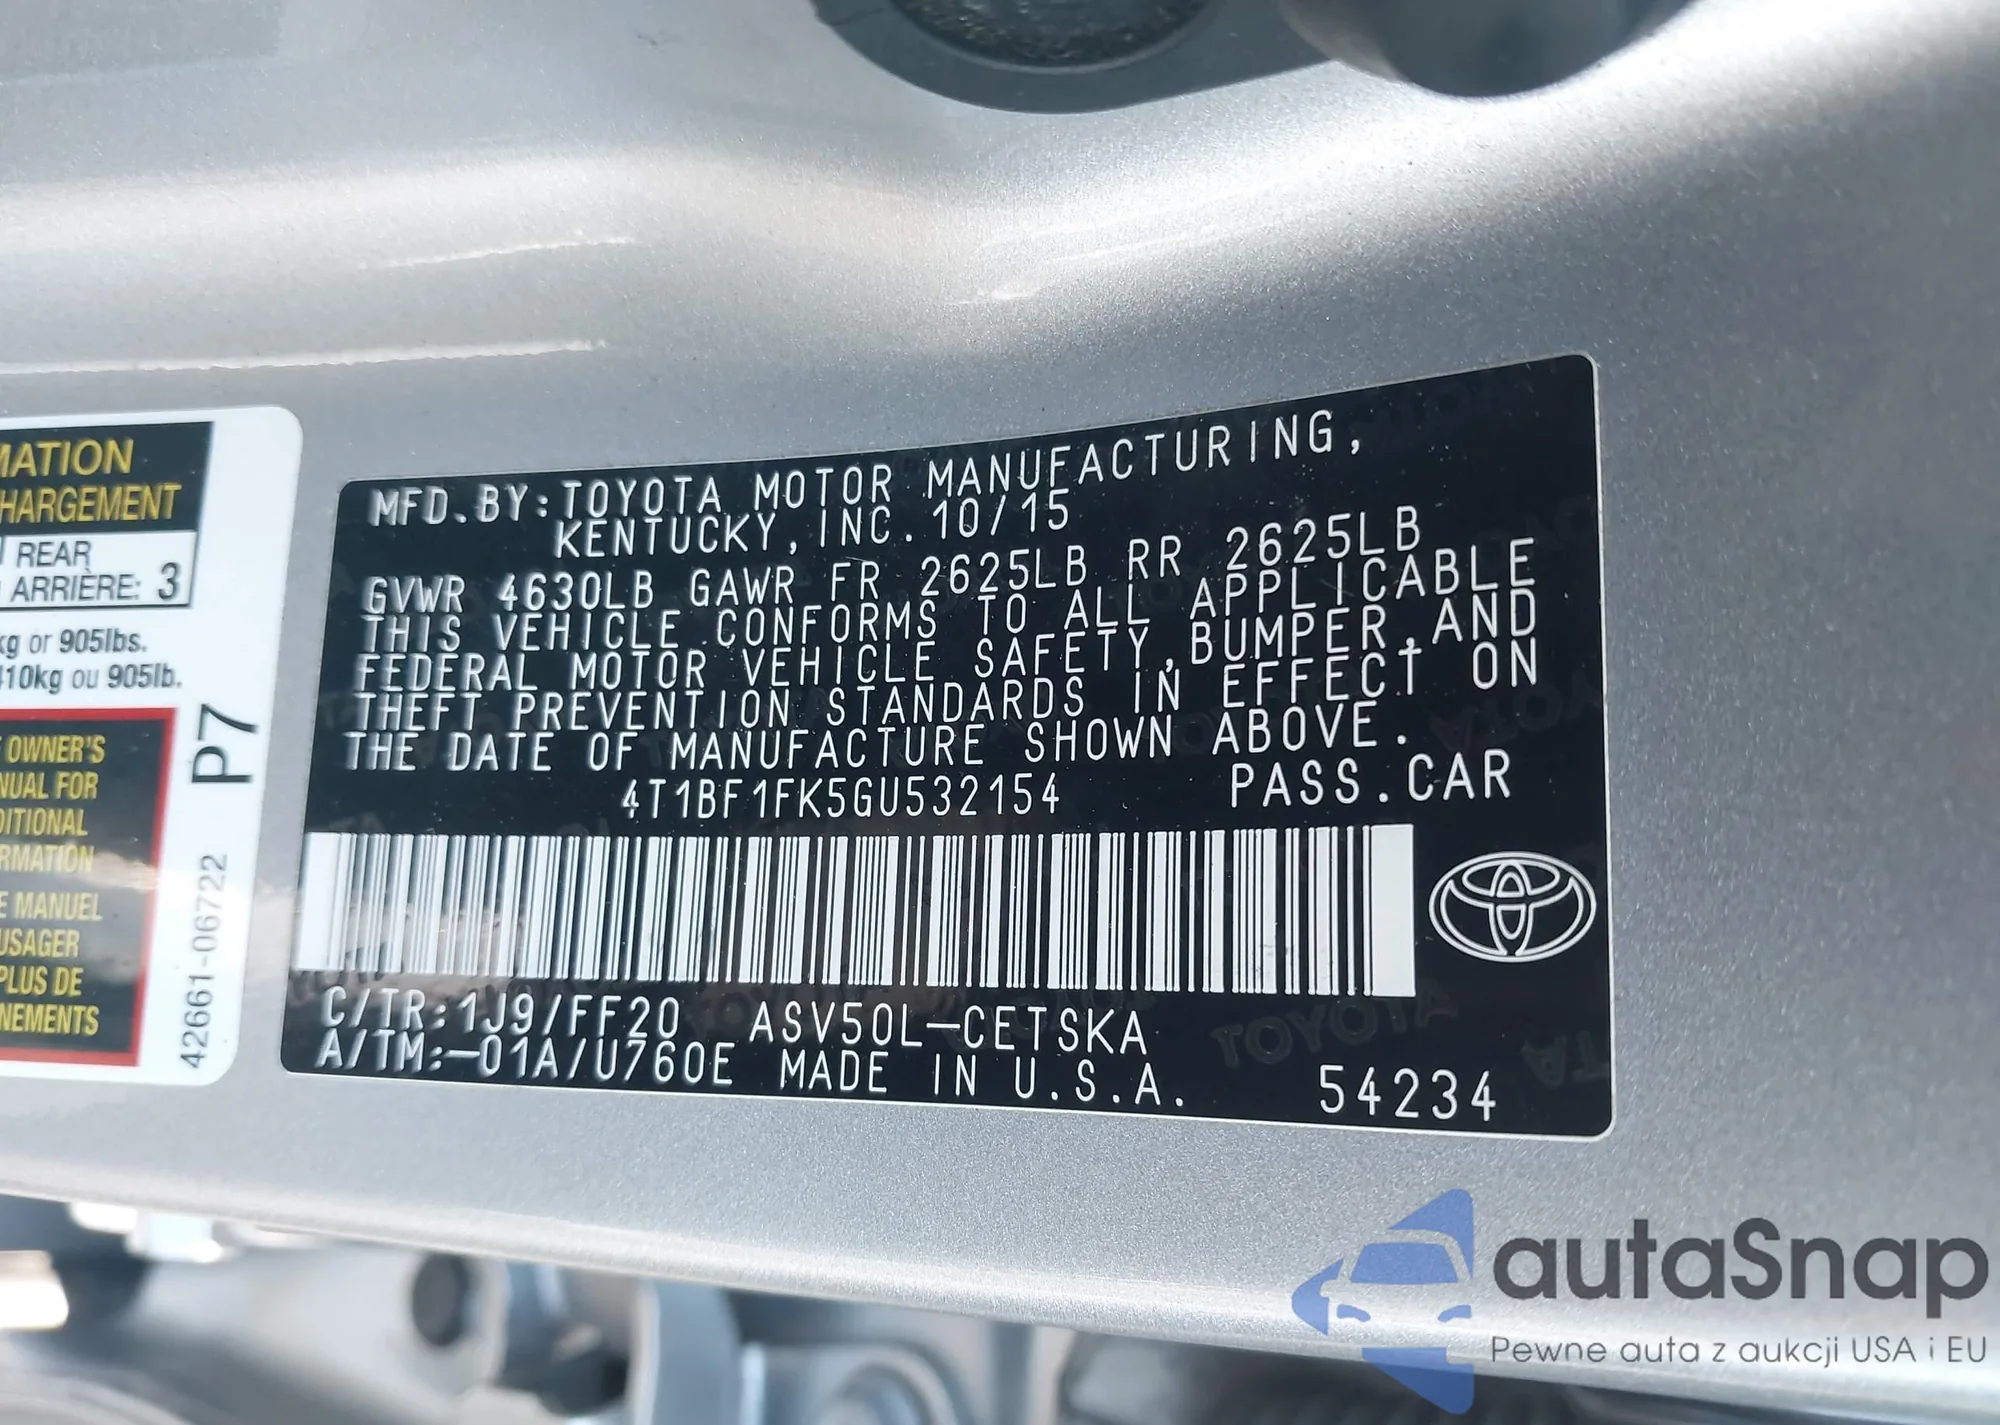 MATION
HARGEMENT
REAR
ARRIÈRE: 3
kg or 905lbs.
410kg ou 905lb.
OWNER'S
NUAL FOR
DITIONAL
RMATION
E MANUEL
USAGER
PLUS DE
NEMENTS
P7
42661-06722
MFD.BY:TOYOTA MOTOR MANUFACTURING,
KENTUCKY,INC.10/15
GVWR 4630LB GAWR FR 2625LB RR 2625LB
THIS VEHICLE CONFORMS TO ALL APPLICABLE
FEDERAL MOTOR VEHICLE SAFETY,BUMPER,AND
THEFT PREVENTION STANDARDS IN EFFECT ON
THE DATE OF MANUFACTURE SHOWN ABOVE.
4T1BF1FK5GU532154 PASS.CAR
C/TR:1J9/FF20 ASV50L-CETSKA
A/TM:-01A/U760E MADE IN U.S.A. 54234
TOYOTA
autaSnap
Pewne auta z aukcji USA i EU